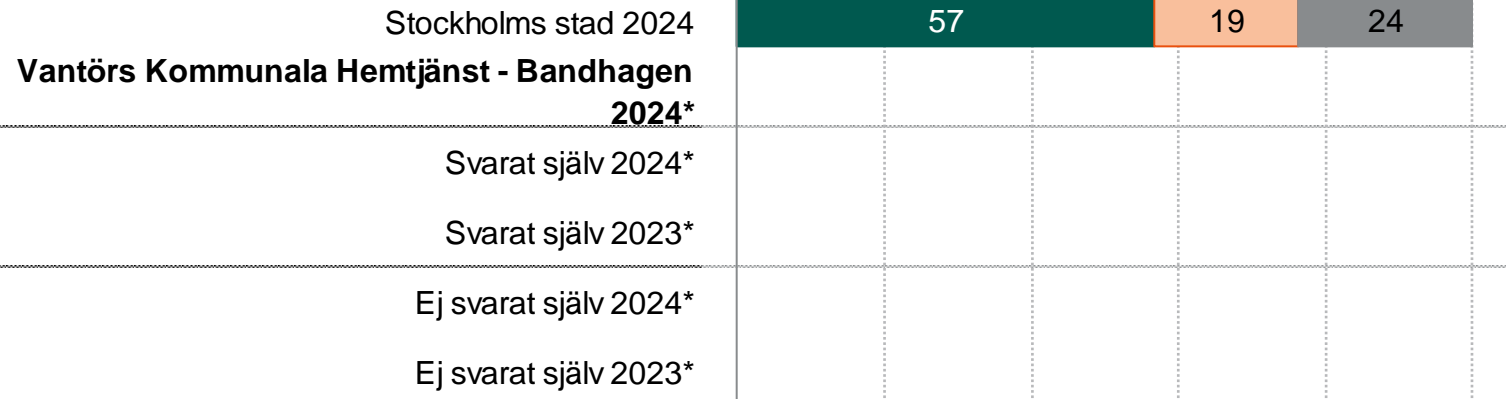 Stockholms stad 2024 57 19 24
Vantörs Kommunala Hemtjänst - Bandhagen
2024*
Svarat själv 2024*
Svarat själv 2023*
Ej svarat själv 2024*
Ej svarat själv 2023*